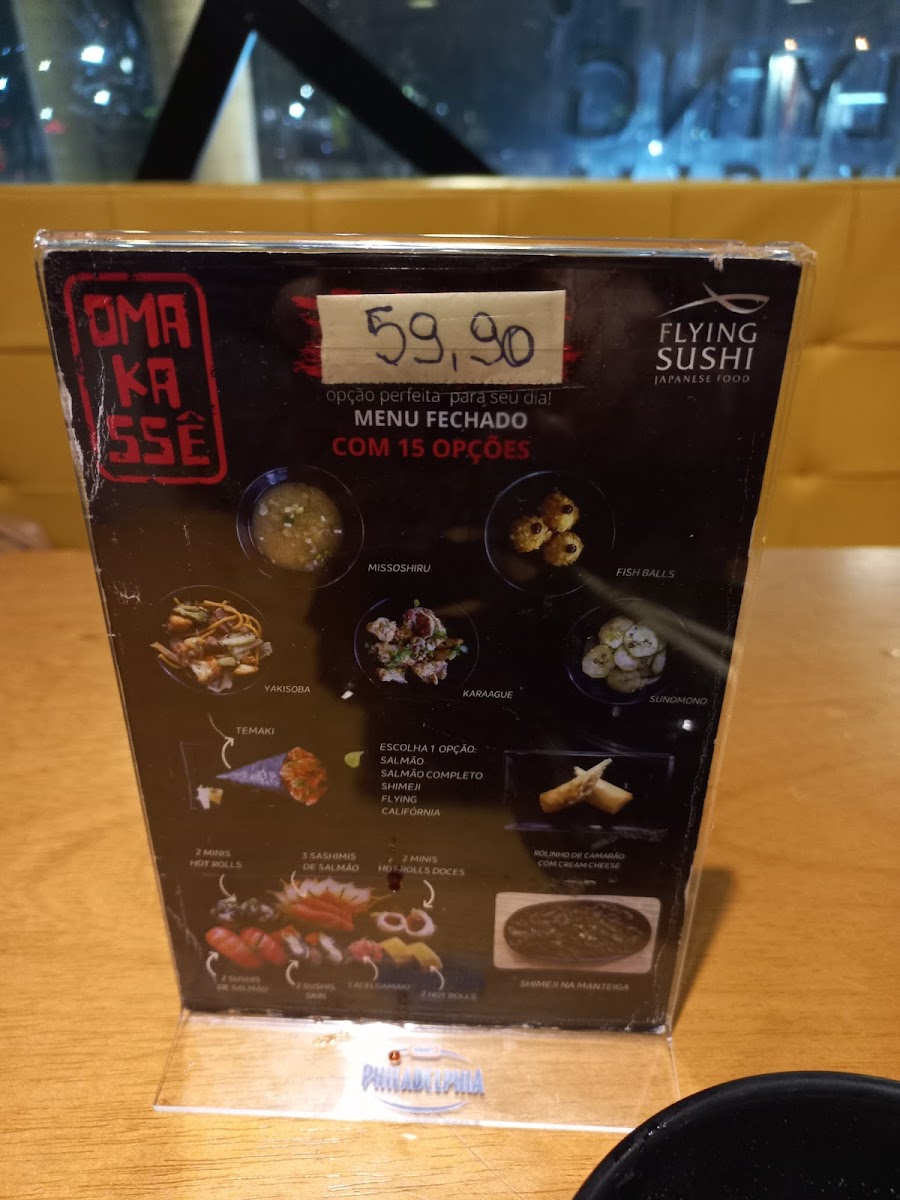 OMA
KA
SSÊ
59,90
FLYING
SUSHI
JAPANESE FOOD
opção perfeita para seu dia!
MENU FECHADO
COM 15 OPÇÕES
MISSOSHIRU
FISH BALLS
YAKISOBA
KARAAGUE
SUNOMONO
TEMAKI
ESCOLHA 1 OPÇÃO:
SALMÃO
SALMÃO COMPLETO
SHIMEJI
FLYING
CALIFÓRNIA
ROLINHO DE CAMARÃO
COM CREAM CHEESE
2 MINIS
HOT ROLLS
3 SASHIMIS
DE SALMÃO
2 MINIS
HOT ROLLS DOCES
2 SUSHIS
DE SALMÃO
2 SUSHIS
SKIN
1 ACELGAMAKI
2 HOT ROLLS
SHIMEJI NA MANTEIGA
PHILADELPHIA